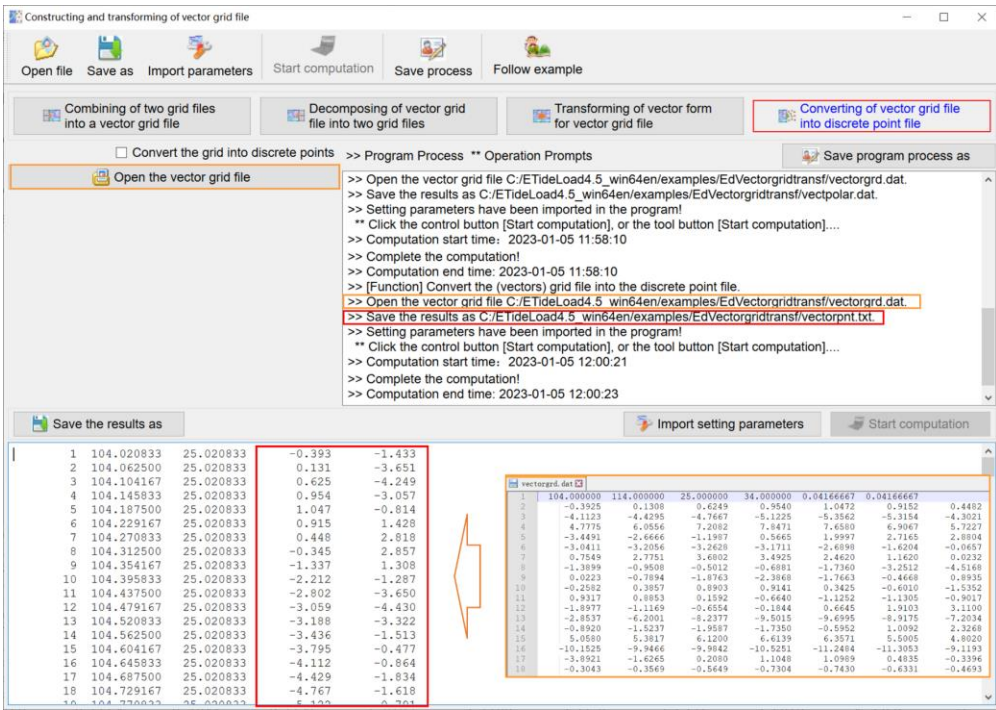 Constructing and transforming of vector grid file
Open file
Save as
Import parameters
Start computation
Save process
Follow example
Combining of two grid files
into a vector grid file
Decomposing of vector grid
file into two grid files
Transforming of vector form
for vector grid file
Converting of vector grid file
into discrete point file
Convert the grid into discrete points
>> Program Process ** Operation Prompts
Save program process as
Open the vector grid file
>> Open the vector grid file C:/ETideLoad4.5_win64en/examples/EdVectorgridtransf/vectorgrd.dat.
>> Save the results as C:/ETideLoad4.5_win64en/examples/EdVectorgridtransf/vectpolar.dat.
>> Setting parameters have been imported in the program!
** Click the control button [Start computation], or the tool button [Start computation]....
>> Computation start time: 2023-01-05 11:58:10
>> Complete the computation!
>> Computation end time: 2023-01-05 11:58:10
>> [Function] Convert the (vectors) grid file into the discrete point file.
>> Open the vector grid file C:/ETideLoad4.5_win64en/examples/EdVectorgridtransf/vectorgrd.dat.
>> Save the results as C:/ETideLoad4.5_win64en/examples/EdVectorgridtransf/vectorpnt.txt.
>> Setting parameters have been imported in the program!
** Click the control button [Start computation], or the tool button [Start computation]....
>> Computation start time: 2023-01-05 12:00:21
>> Complete the computation!
>> Computation end time: 2023-01-05 12:00:23
Save the results as
Import setting parameters
Start computation
1 104.020833 25.020833 -0.393 -1.433
2 104.062500 25.020833 0.131 -3.651
3 104.104167 25.020833 0.625 -4.249
4 104.145833 25.020833 0.954 -3.057
5 104.187500 25.020833 1.047 -0.814
6 104.229167 25.020833 0.915 1.428
7 104.270833 25.020833 0.448 2.818
8 104.312500 25.020833 -0.345 2.857
9 104.354167 25.020833 -1.337 1.308
10 104.395833 25.020833 -2.212 -1.287
11 104.437500 25.020833 -2.802 -3.650
12 104.479167 25.020833 -3.059 -4.430
13 104.520833 25.020833 -3.188 -3.322
14 104.562500 25.020833 -3.436 -1.513
15 104.604167 25.020833 -3.795 -0.477
16 104.645833 25.020833 -4.112 -0.864
17 104.687500 25.020833 -4.429 -1.834
18 104.729167 25.020833 -4.767 -1.618
vectorgrd.dat
1 104.000000 114.000000 25.000000 34.000000 0.04166667 0.04166667
2 -0.3925 0.1308 0.6249 0.9540 1.0472 0.9152 0.4482
3 -4.1123 -4.4295 -4.7667 -5.1225 -5.3562 -5.3154 -4.3021
4 4.7775 6.0556 7.2082 7.8471 7.6580 6.9067 5.7227
5 -3.4491 -2.6666 -1.1987 0.5665 1.9997 2.7165 2.8804
6 -3.0411 -3.2056 -3.2628 -3.1711 -2.6898 -1.6204 -0.0657
7 0.7549 2.7751 3.6802 3.4925 2.4620 1.1620 0.0232
8 -1.3899 -0.9508 -0.5012 -0.6881 -1.7360 -3.2512 -4.5168
9 0.0223 -0.7894 -1.8763 -2.3868 -1.7663 -0.4668 0.8935
10 -0.2582 0.3857 0.8903 0.9141 0.3425 -0.6010 -1.5352
11 0.9317 0.8853 0.1592 -0.6640 -1.1252 -1.1305 -0.9017
12 -1.8977 -1.1169 -0.6554 -0.1844 0.6645 1.9103 3.1100
13 -2.8537 -6.2001 -8.2377 -9.5015 -9.6995 -8.9175 -7.2034
14 -0.8920 -1.5237 -1.9587 -1.7350 -0.5952 1.0092 2.3268
15 5.0580 5.3817 6.1200 6.6139 6.3571 5.5005 4.8020
16 -10.1525 -9.9466 -9.9842 -10.5251 -11.2484 -11.3053 -9.1193
17 -3.8921 -1.6265 0.2080 1.1048 1.0989 0.4835 -0.3396
18 -0.3043 -0.3569 -0.5649 -0.7304 -0.7430 -0.6331 -0.4693